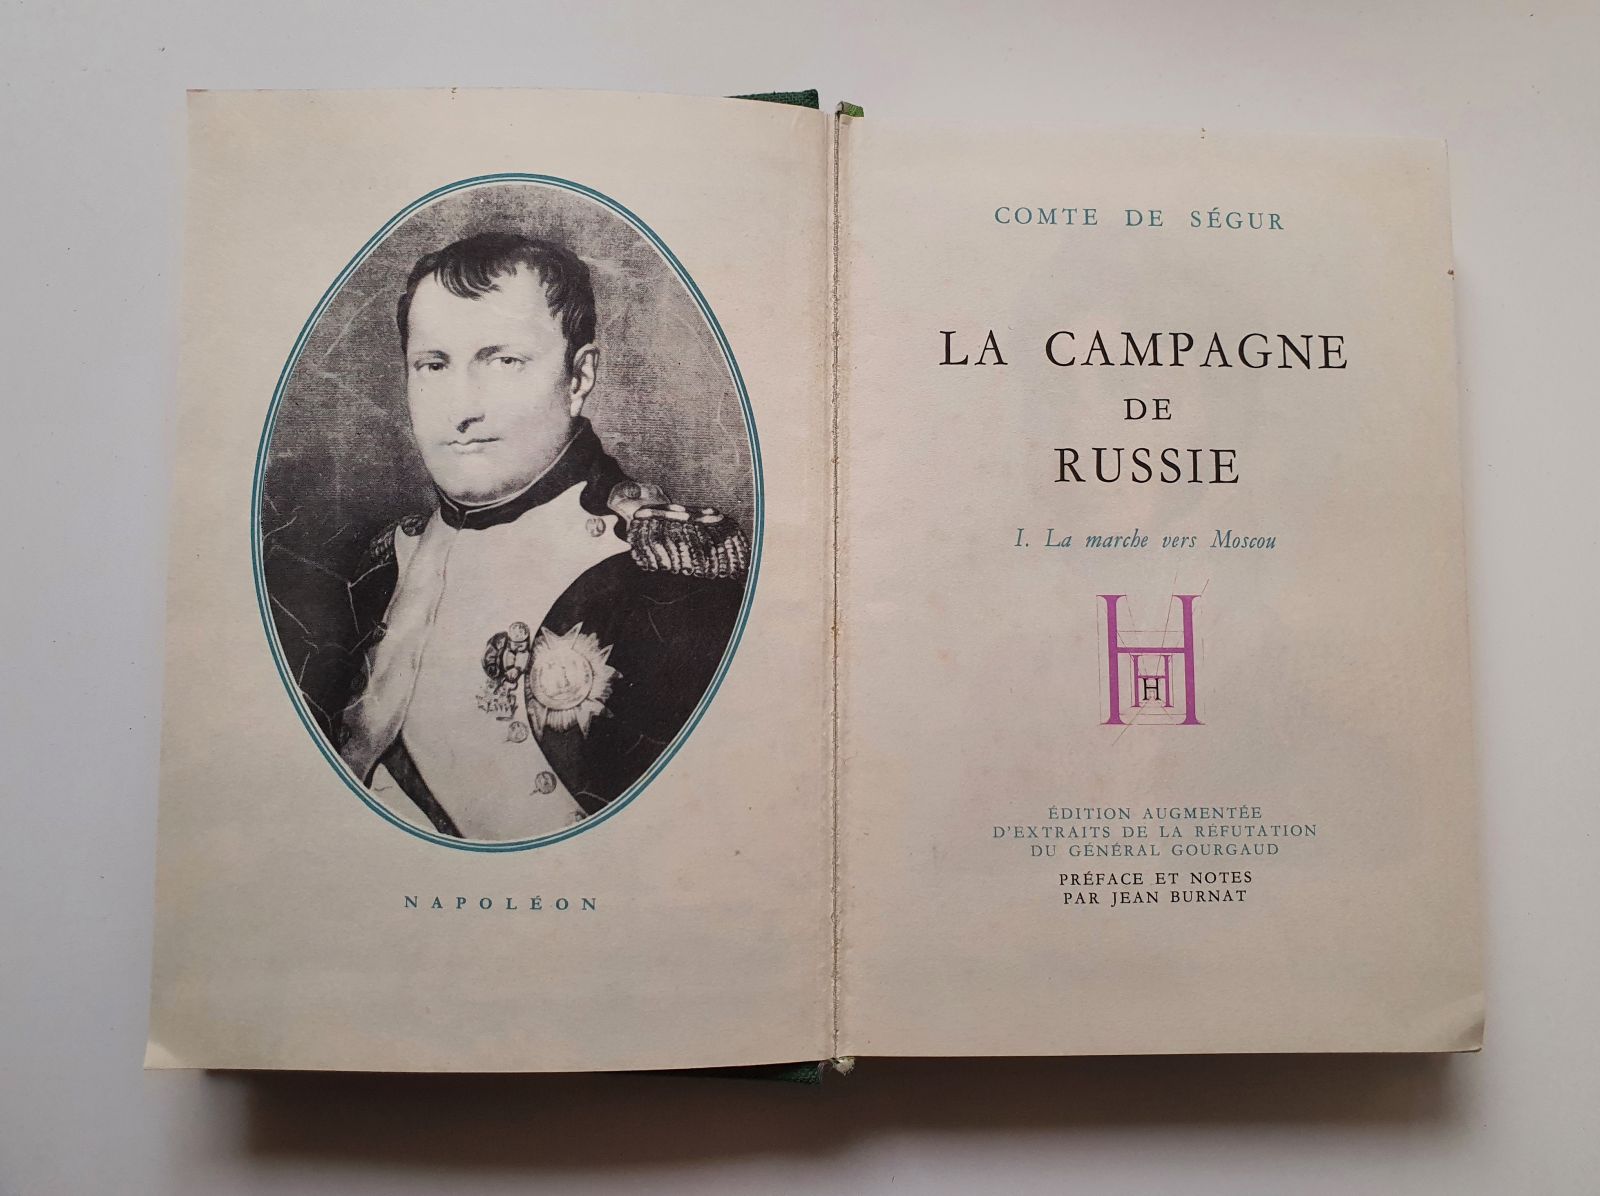 NAPOLÉON
COMTE DE SÉGUR
LA CAMPAGNE
DE
RUSSIE
I. La marche vers Moscou
H
H
H
ÉDITION AUGMENTÉE
D'EXTRAITS DE LA RÉFUTATION
DU GÉNÉRAL GOURGAUD
PRÉFACE ET NOTES
PAR JEAN BURNAT